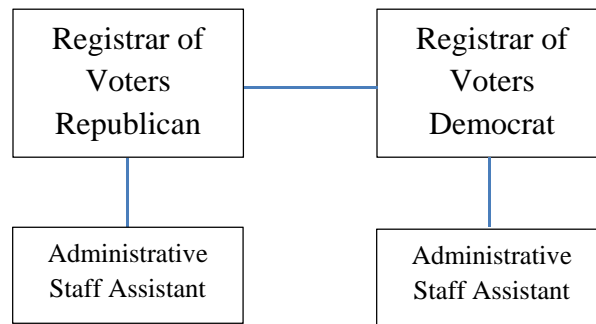 Registrar of
Voters
Republican
Registrar of
Voters
Democrat
Administrative
Staff Assistant
Administrative
Staff Assistant